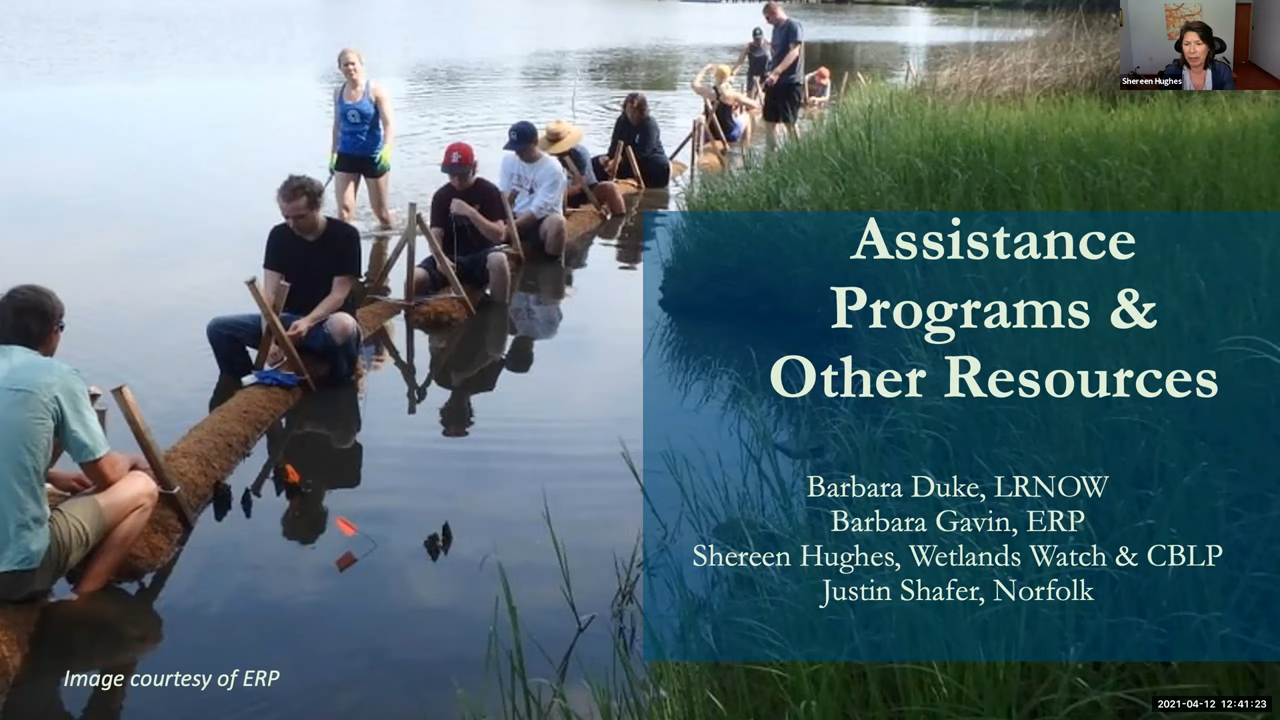 Shereen Hughes
Assistance
Programs &
Other Resources
Barbara Duke, LRNOW
Barbara Gavin, ERP
Shereen Hughes, Wetlands Watch & CBLP
Justin Shafer, Norfolk
Image courtesy of ERP
2021-04-12 12:41:23